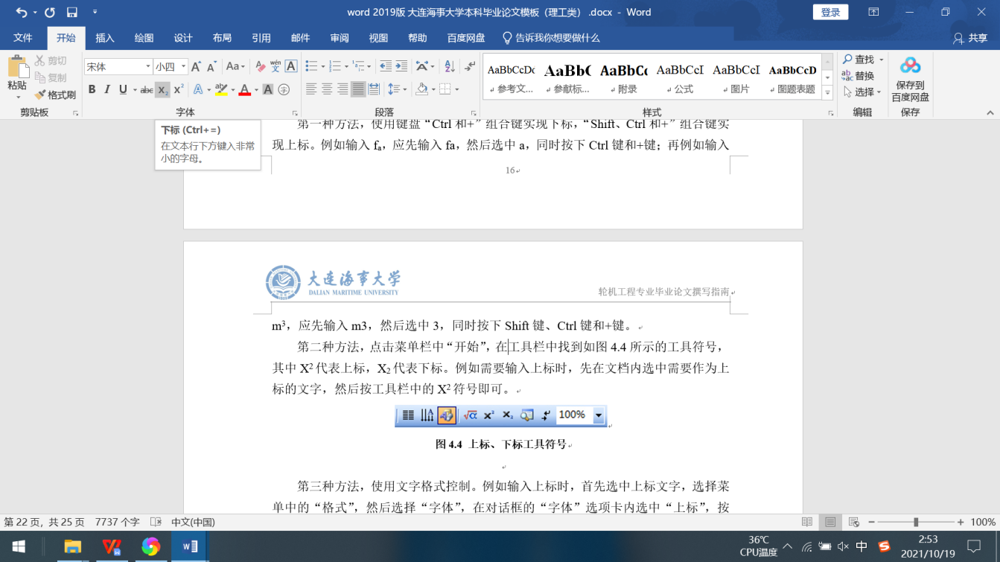 word 2019版 大连海事大学本科毕业论文模板（理工类） .docx - Word
登录
文件 开始 插入 绘图 设计 布局 引用 邮件 审阅 视图 帮助 百度网盘 告诉我你想要做什么 共享
粘贴 剪切 复制 格式刷
宋体 小四
剪贴板 字体 段落 样式 编辑 保存
AaBbCcDc AaBbC AaBbCc AaBbCcI AaBbCcI AaBbCcD
参考文... 参献标... 附录 公式 图片 图题表题
查找 替换 选择
保存到
百度网盘
下标 (Ctrl+=)
在文本行下方键入非常
小的字母。
第一种方法，使用键盘“Ctrl 和+”组合键实现下标，“Shift、Ctrl 和+”组合键实
现上标。例如输入 fₐ，应先输入 fa，然后选中 a，同时按下 Ctrl 键和+键；再例如输入
16
大连海事大学
DALIAN MARITIME UNIVERSITY
轮机工程专业毕业论文撰写指南
m³，应先输入 m3，然后选中 3，同时按下 Shift 键、Ctrl 键和+键。
第二种方法，点击菜单栏中“开始”，在工具栏中找到如图 4.4 所示的工具符号，
其中 X²代表上标，X₂代表下标。例如需要输入上标时，先在文档内选中需要作为上
标的文字，然后按工具栏中的 X²符号即可。
100%
图 4.4 上标、下标工具符号
第三种方法，使用文字格式控制。例如输入上标时，首先选中上标文字，选择菜
单中的“格式”，然后选择“字体”，在对话框的“字体”选项卡内选中“上标”，按
第 22 页，共 25 页 7737 个字 中文(中国) 100%
36℃
CPU温度
中
2:53
2021/10/19